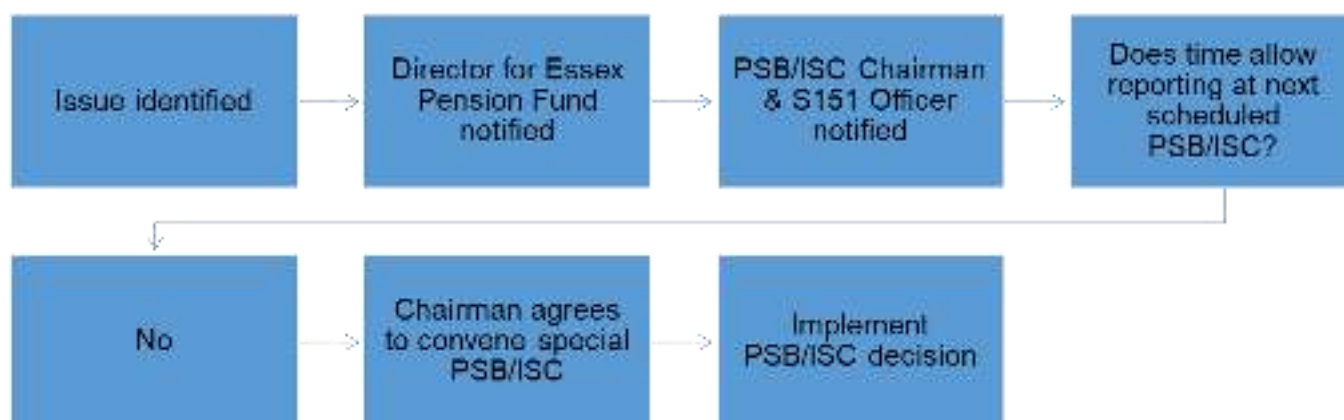 Issue identified
Director for Essex
Pension Fund
notified
PSB/ISC Chairman
& S151 Officer
notified
Does time allow
reporting at next
scheduled
PSB/ISC?
No
Chairman agrees
to convene special
PSB/ISC
Implement
PSB/ISC decision